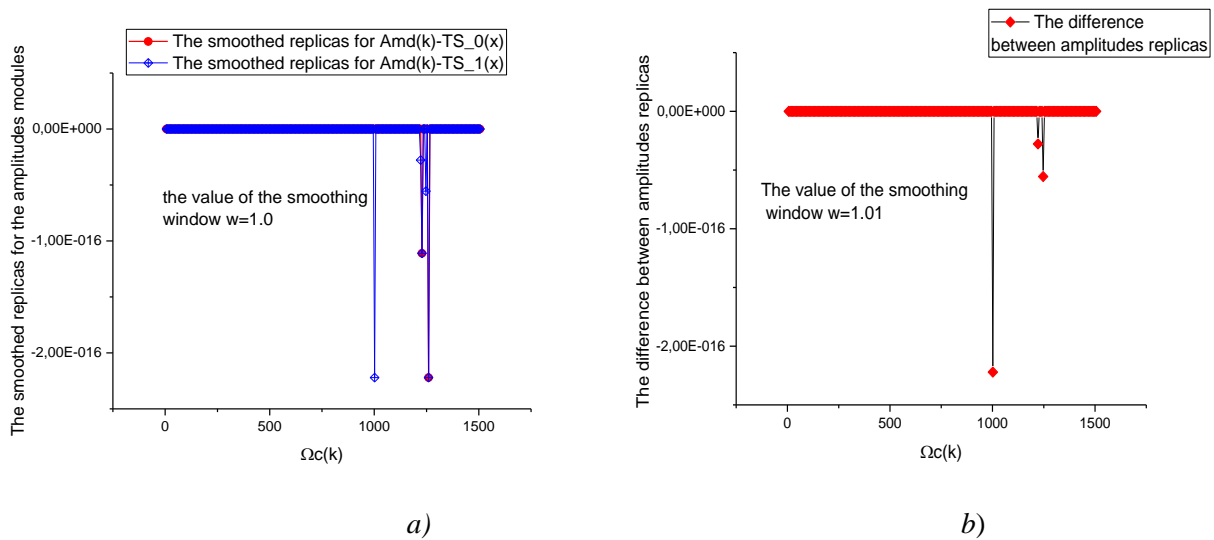 The smoothed replicas for Amd(k)-TS_0(x)
The smoothed replicas for Amd(k)-TS_1(x)
The smoothed replicas for the amplitudes modules
0,00E+000
-1,00E-016
-2,00E-016
the value of the smoothing
window w=1.0
0
500
1000
1500
Ωc(k)
a)
The difference
between amplitudes replicas
The difference between amplitudes replicas
0,00E+000
-1,00E-016
-2,00E-016
The value of the smoothing
window w=1.01
0
500
1000
1500
Ωc(k)
b)